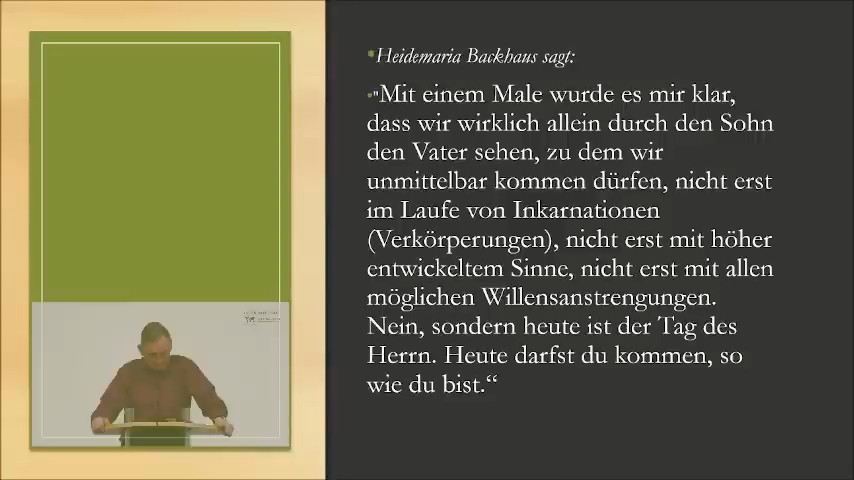 Heidemaria Backhaus sagt:
"Mit einem Male wurde es mir klar,
dass wir wirklich allein durch den Sohn
den Vater sehen, zu dem wir
unmittelbar kommen dürfen, nicht erst
im Laufe von Inkarnationen
(Verkörperungen), nicht erst mit höher
entwickeltem Sinne, nicht erst mit allen
möglichen Willensanstrengungen.
Nein, sondern heute ist der Tag des
Herrn. Heute darfst du kommen, so
wie du bist.“